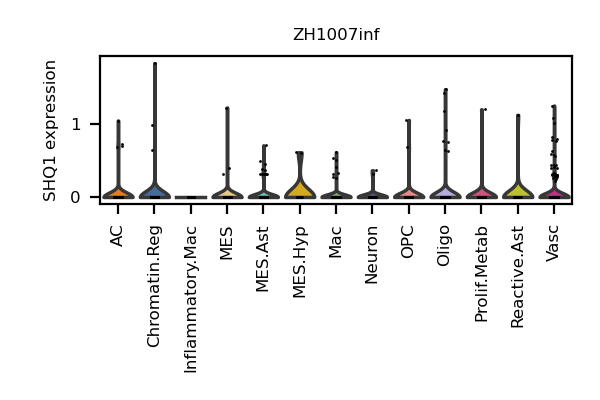 ZH1007inf
SHQ1 expression
1
0
AC
Chromatin.Reg
Inflammatory.Mac
MES
MES.Ast
MES.Hyp
Mac
Neuron
OPC
Oligo
Prolif.Metab
Reactive.Ast
Vasc